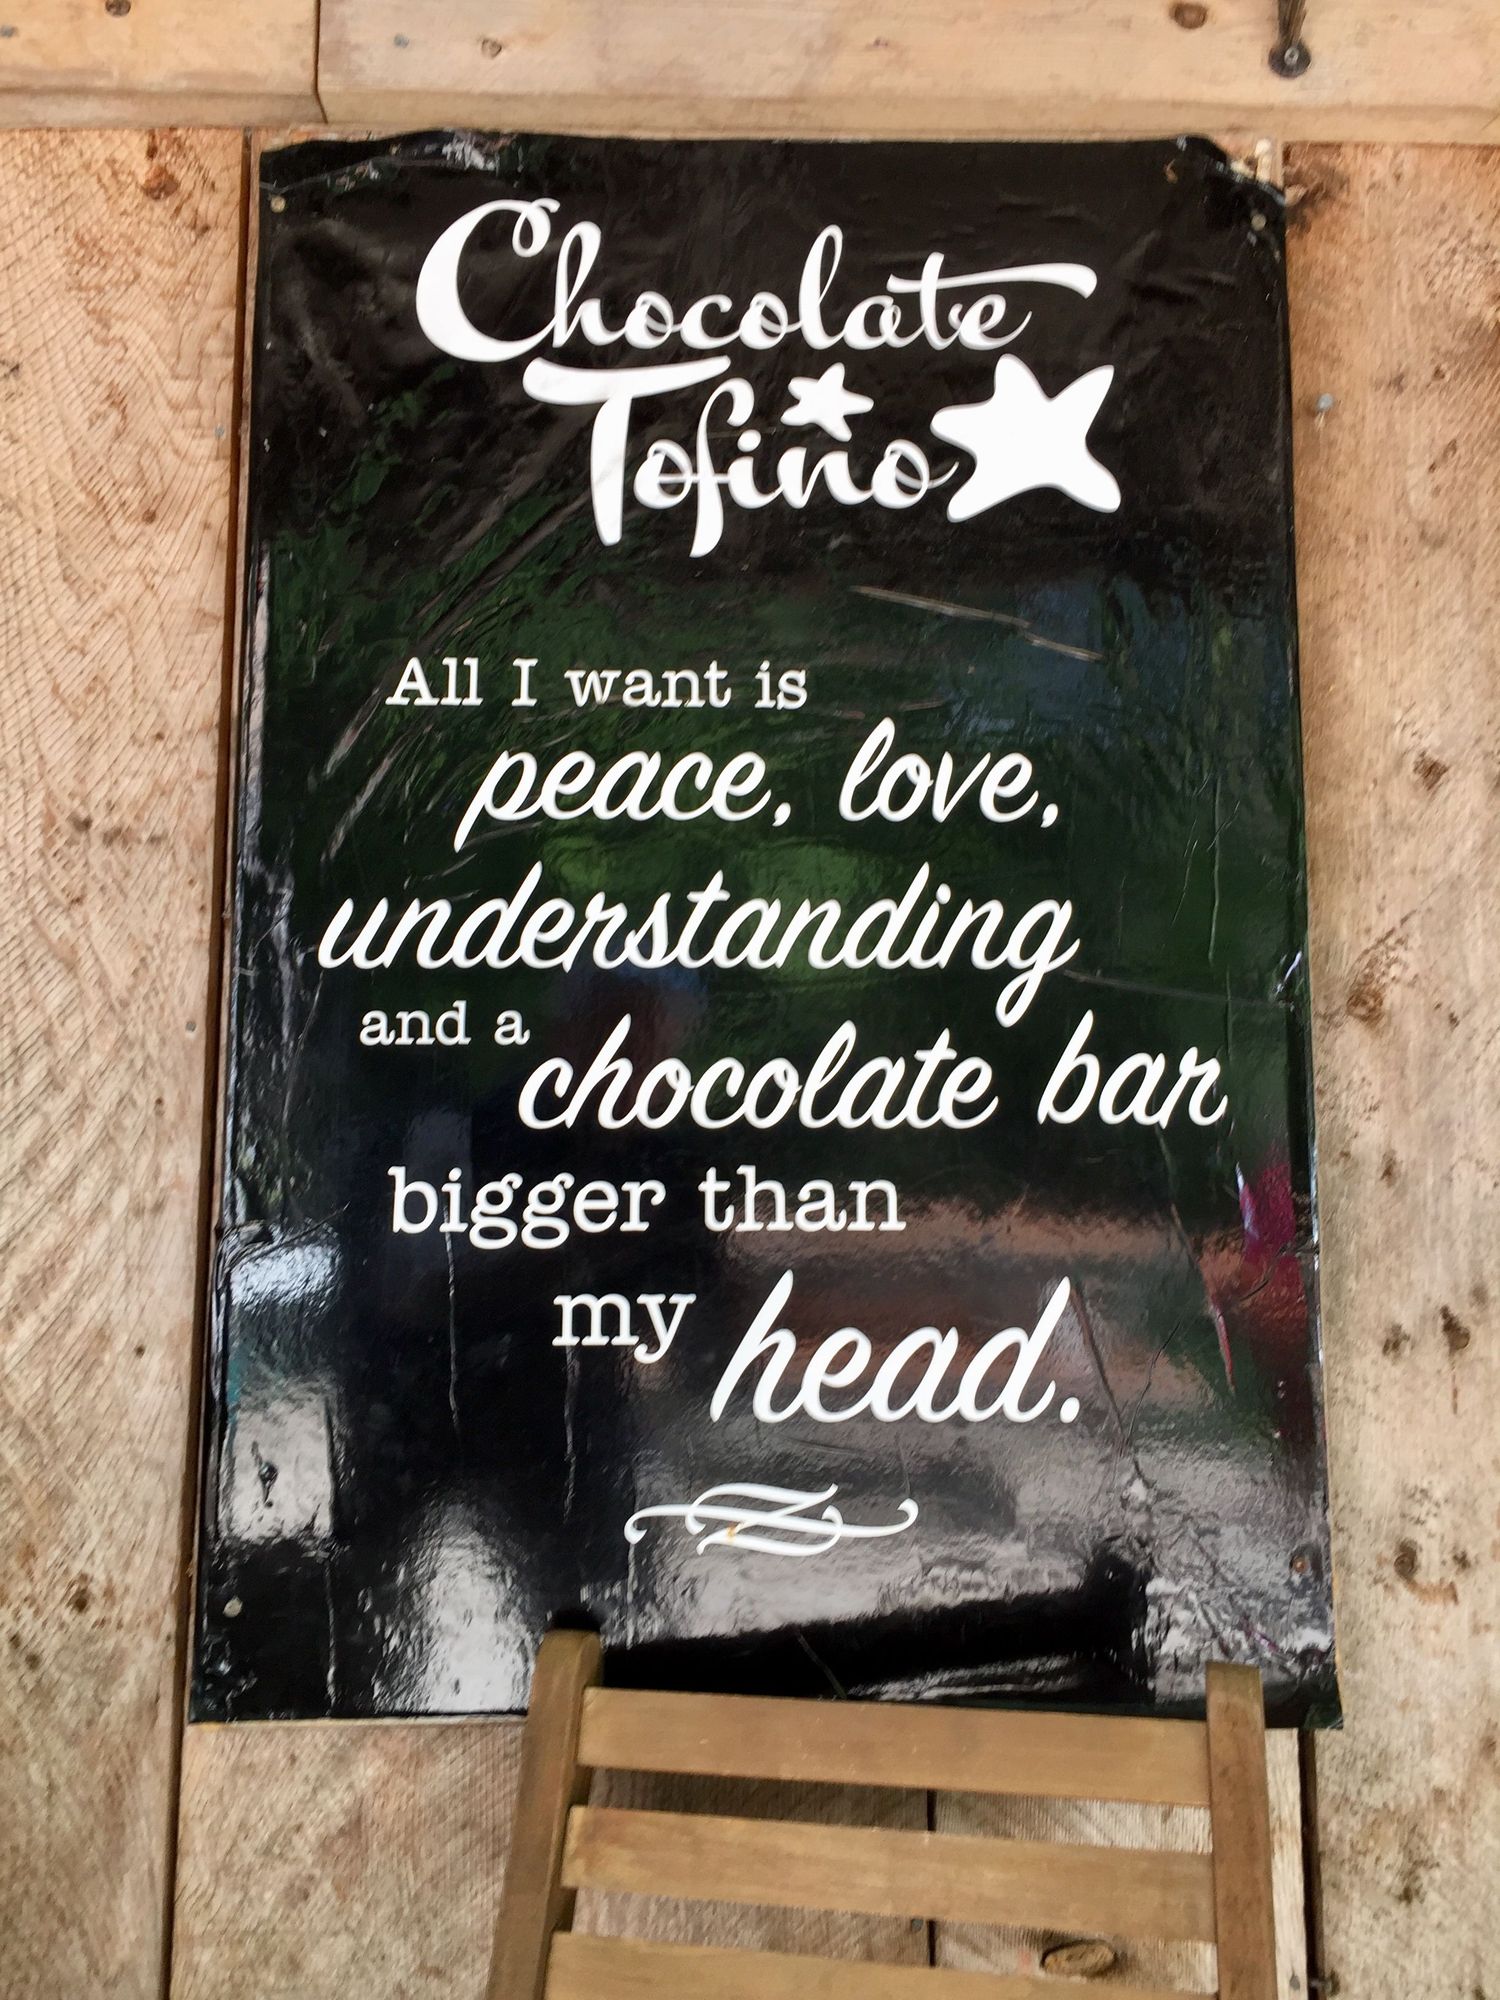 Chocolate
Tofino
All I want is
peace, love,
understanding
and a chocolate bar
bigger than
my head.